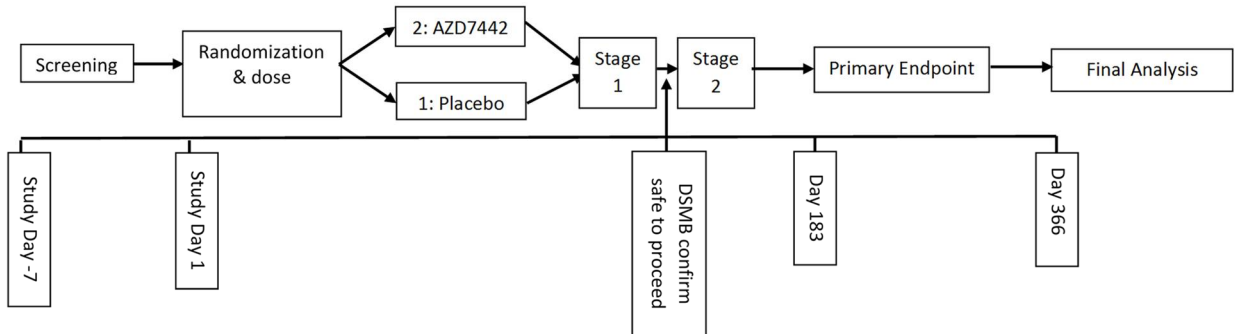 Screening
Randomization
& dose
2: AZD7442
1: Placebo
Stage
1
Stage
2
Primary Endpoint
Final Analysis
Study Day -7
Study Day 1
DSMB confirm
safe to proceed
Day 183
Day 366